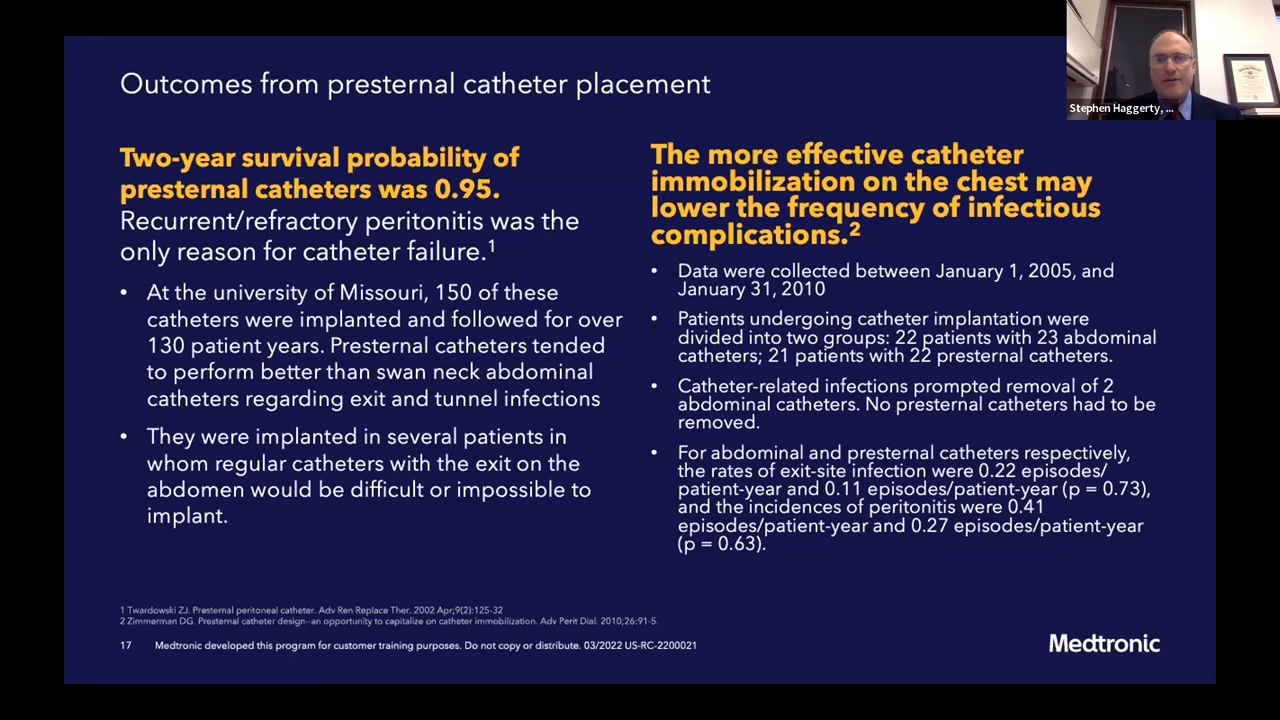 Outcomes from presternal catheter placement
Stephen Haggerty, ...
Two-year survival probability of
presternal catheters was 0.95.
Recurrent/refractory peritonitis was the
only reason for catheter failure.1
• At the university of Missouri, 150 of these
catheters were implanted and followed for over
130 patient years. Presternal catheters tended
to perform better than swan neck abdominal
catheters regarding exit and tunnel infections
• They were implanted in several patients in
whom regular catheters with the exit on the
abdomen would be difficult or impossible to
implant.
The more effective catheter
immobilization on the chest may
lower the frequency of infectious
complications.2
• Data were collected between January 1, 2005, and
January 31, 2010
• Patients undergoing catheter implantation were
divided into two groups: 22 patients with 23 abdominal
catheters; 21 patients with 22 presternal catheters.
• Catheter-related infections prompted removal of 2
abdominal catheters. No presternal catheters had to be
removed.
• For abdominal and presternal catheters respectively,
the rates of exit-site infection were 0.22 episodes/
patient-year and 0.11 episodes/patient-year (p = 0.73),
and the incidences of peritonitis were 0.41
episodes/patient-year and 0.27 episodes/patient-year
(p = 0.63).
1 Twardowski ZJ. Presternal peritoneal catheter. Adv Ren Replace Ther. 2002 Apr;9(2):125-32
2 Zimmerman DG. Presternal catheter design--an opportunity to capitalize on catheter immobilization. Adv Perit Dial. 2010;26:91-5.
17 Medtronic developed this program for customer training purposes. Do not copy or distribute. 03/2022 US-RC-2200021
Medtronic